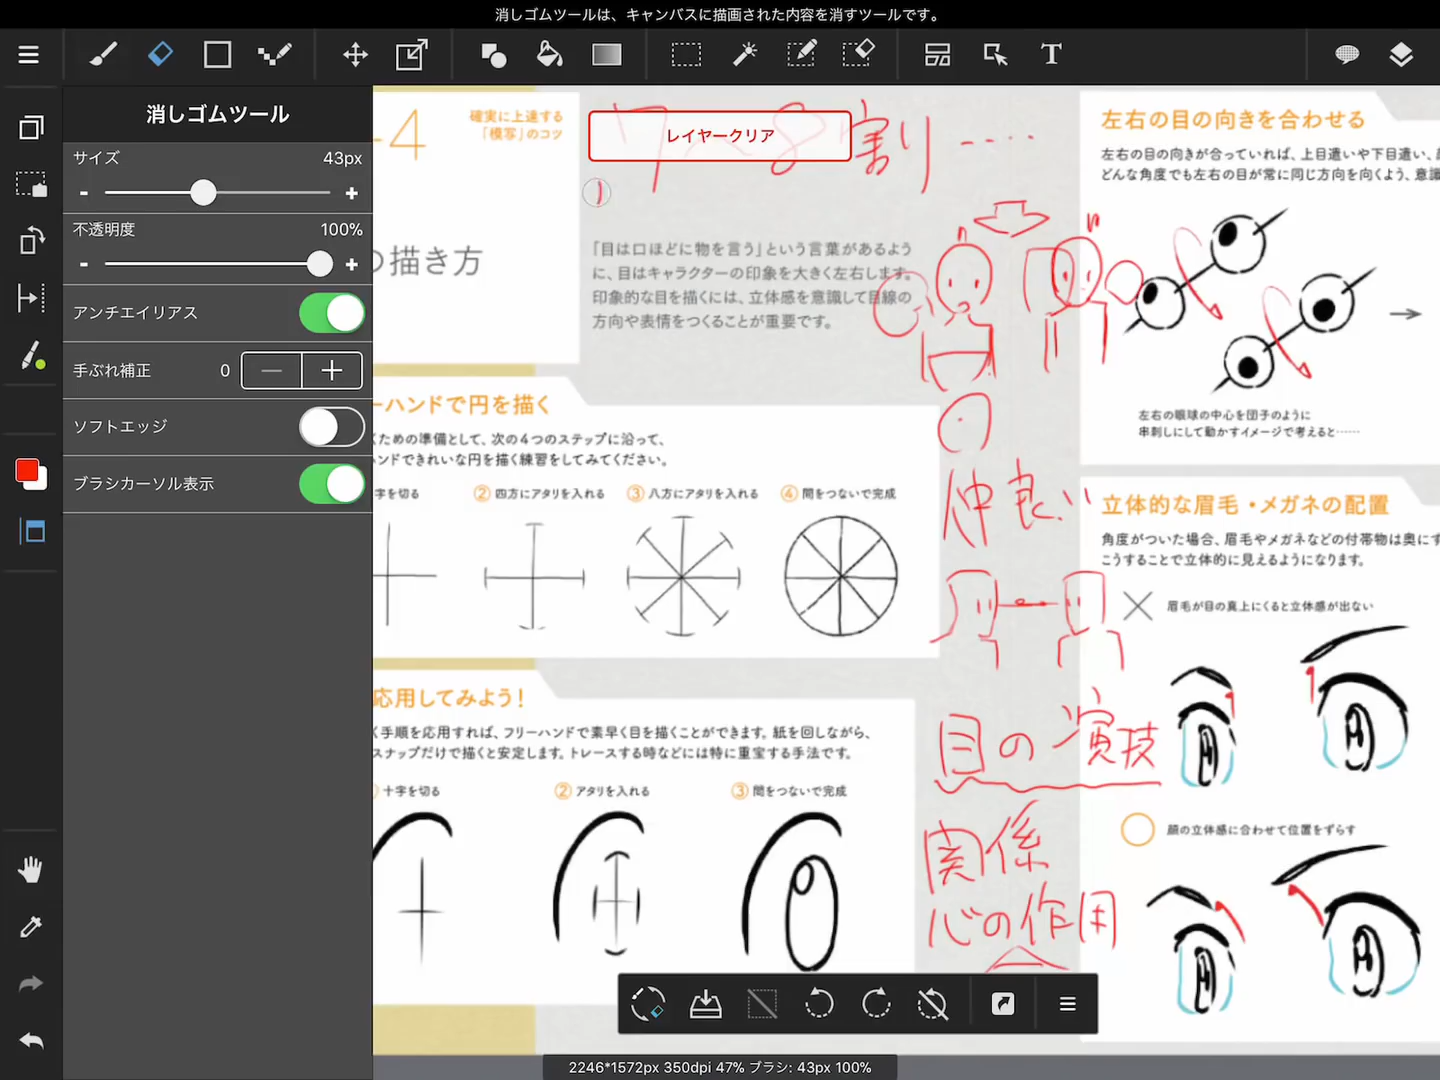 消しゴムツールは、キャンバスに描画された内容を消すツールです。
消しゴムツール
サイズ 43px
- +
不透明度 100%
- +
アンチエイリアス
手ぶれ補正 0
ソフトエッジ
ブラシカーソル表示
-4
確実に上達する
「模写」のコツ
レイヤークリア
7〜8割り‥‥
の描き方
「目は口ほどに物を言う」という言葉があるよう
に、目はキャラクターの印象を大きく左右します。
印象的な目を描くには、立体感を意識して目線の
方向や表情をつくることが重要です。
ーハンドで円を描く
くための準備として、次の4つのステップに沿って、
ンドできれいな円を描く練習をしてみてください。
字を切る
② 四方にアタリを入れる
③ 八方にアタリを入れる
④ 間をつないで完成
応用してみよう!
く手順を応用すれば、フリーハンドで素早く目を描くことができます。紙を回しながら、
スナップだけで描くと安定します。トレースする時などには特に重宝する手法です。
十字を切る
② アタリを入れる
③ 間をつないで完成
仲良い
目の演技
関係
心の作用
左右の目の向きを合わせる
左右の目の向きが合っていれば、上目遣いや下目遣い、
どんな角度でも左右の目が常に同じ方向を向くよう、意識
左右の眼球の中心を団子のように
串刺しにして動かすイメージで考えると……
立体的な眉毛・メガネの配置
角度がついた場合、眉毛やメガネなどの付帯物は奥にず
こうすることで立体的に見えるようになります。
眉毛が目の真上にくると立体感が出ない
顔の立体感に合わせて位置をずらす
2246*1572px 350dpi 47% ブラシ: 43px 100%